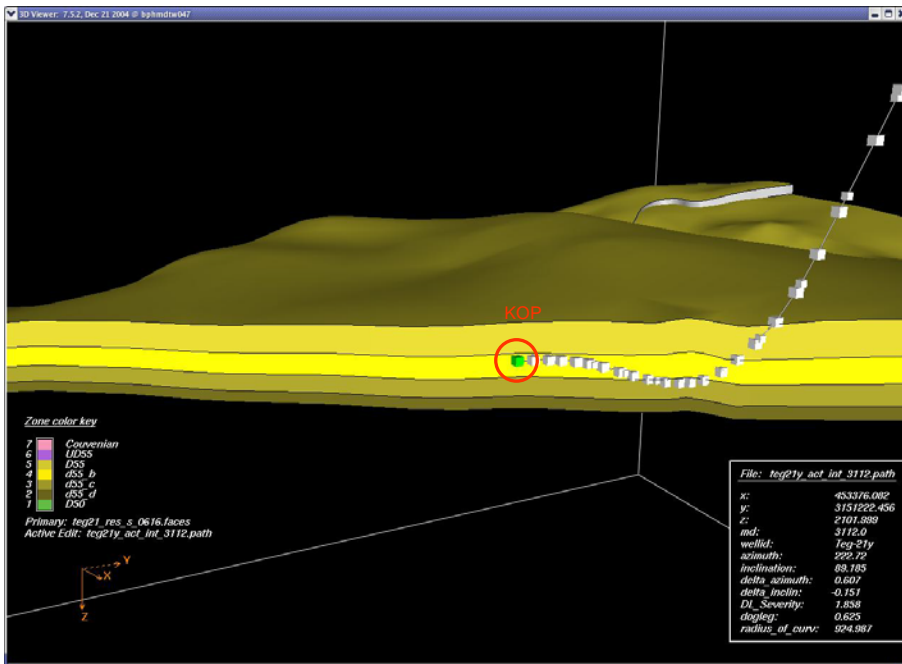 3D Viewer: 7.5.2, Dec 21 2004 @ bphmdtw047
KOP
Zone color key
7 Couvenian
6 UD55
5 D55
4 d55_b
3 d55_c
2 d55_d
1 D50
Primary: teg21_res_s_0616.faces
Active Edit: teg21y_act_int_3112.path
Y
X
Z
File: teg21y_act_int_3112.path
x: 453376.082
y: 3151222.456
z: 2101.989
md: 3112.0
wellid: Teg-21y
azimuth: 222.72
inclination: 89.185
delta_azimuth: 0.607
delta_inclin: -0.151
DL_Severity: 1.858
dogleg: 0.625
radius_of_curv: 924.987